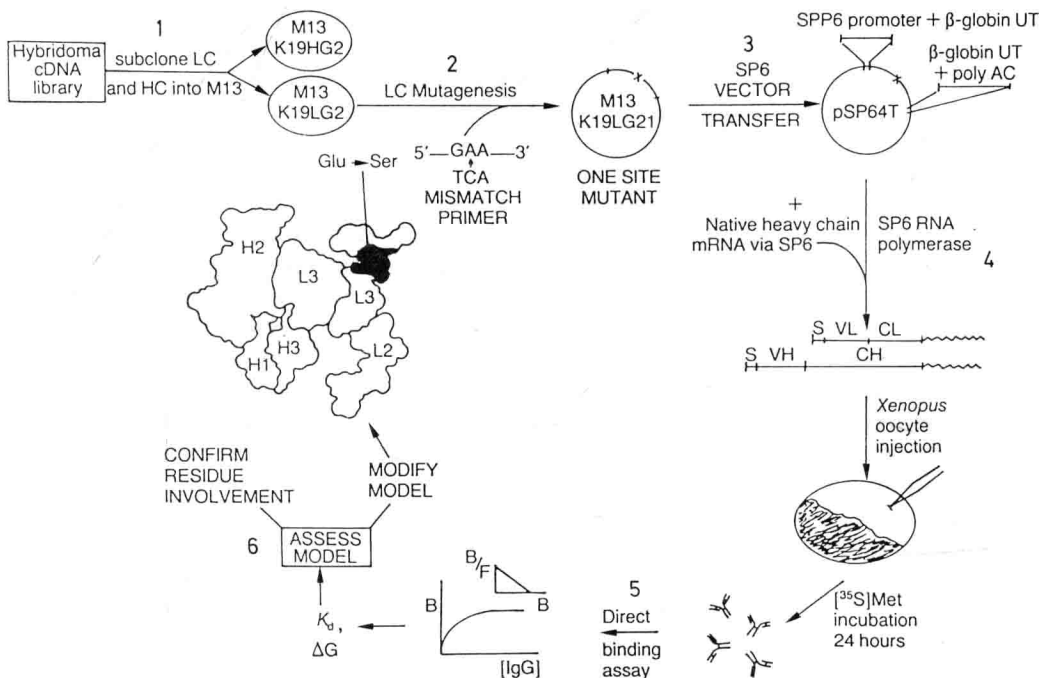 1
Hybridoma
cDNA
library
subclone LC
and HC into M13
M13
K19HG2
M13
K19LG2
2
LC Mutagenesis
5′—GAA—3′
TCA
MISMATCH
PRIMER
M13
K19LG21
ONE SITE
MUTANT
3
SP6
VECTOR
TRANSFER
SPP6 promoter + β-globin UT
β-globin UT
+ poly AC
pSP64T
+
Native heavy chain
mRNA via SP6
SP6 RNA
polymerase
4
S VL CL
S VH CH
Xenopus
oocyte
injection
[³⁵S]Met
incubation
24 hours
5
Direct
binding
assay
B/F
B
B
[IgG]
Kd,
ΔG
6
ASSESS
MODEL
CONFIRM
RESIDUE
INVOLVEMENT
MODIFY
MODEL
Glu Ser
H2
L3
L3
H3
H1
L2